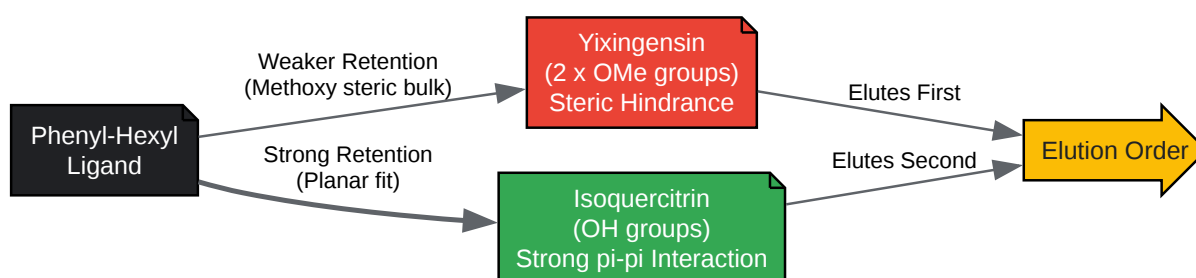 Phenyl-Hexyl
Ligand
Weaker Retention
(Methoxy steric bulk)
Strong Retention
(Planar fit)
Yixingensin
(2 x OMe groups)
Steric Hindrance
Isoquercitrin
(OH groups)
Strong pi-pi Interaction
Elutes First
Elutes Second
Elution Order